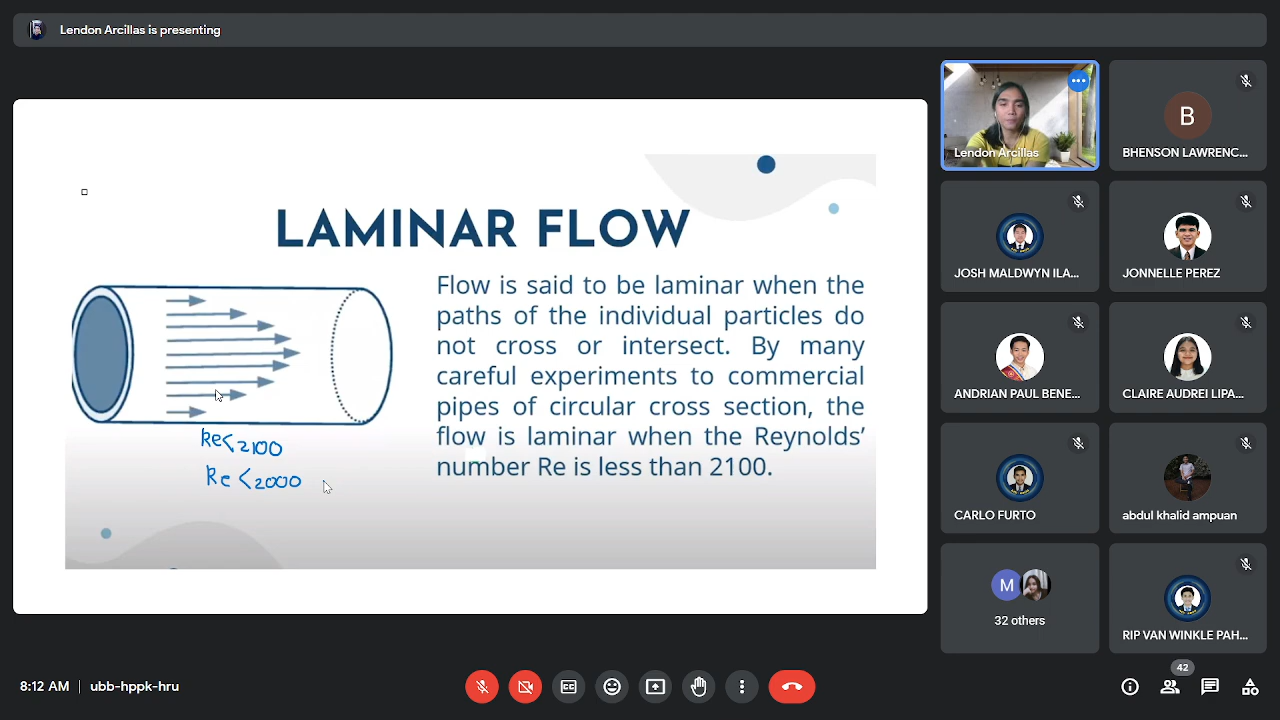 Lendon Arcillas is presenting
LAMINAR FLOW
Flow is said to be laminar when the
paths of the individual particles do
not cross or intersect. By many
careful experiments to commercial
pipes of circular cross section, the
flow is laminar when the Reynolds’
number Re is less than 2100.
Re<2100
Re<2000
Lendon Arcillas
B
BHENSON LAWRENC...
JOSH MALDWYN ILA...
JONNELLE PEREZ
ANDRIAN PAUL BENE...
CLAIRE AUDREI LIPA...
CARLO FURTO
abdul khalid ampuan
M
32 others
RIP VAN WINKLE PAH...
8:12 AM | ubb-hppk-hru
42